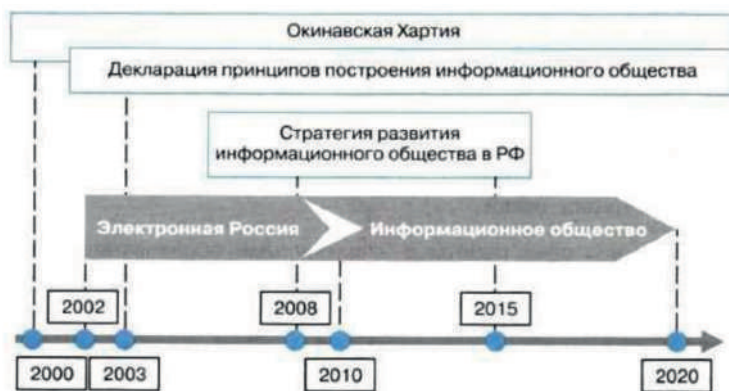 Окинавская Хартия
Декларация принципов построения информационного общества
Стратегия развития
информационного общества в РФ
Электронная Россия
Информационное общество
2002
2008
2015
2000
2003
2010
2020